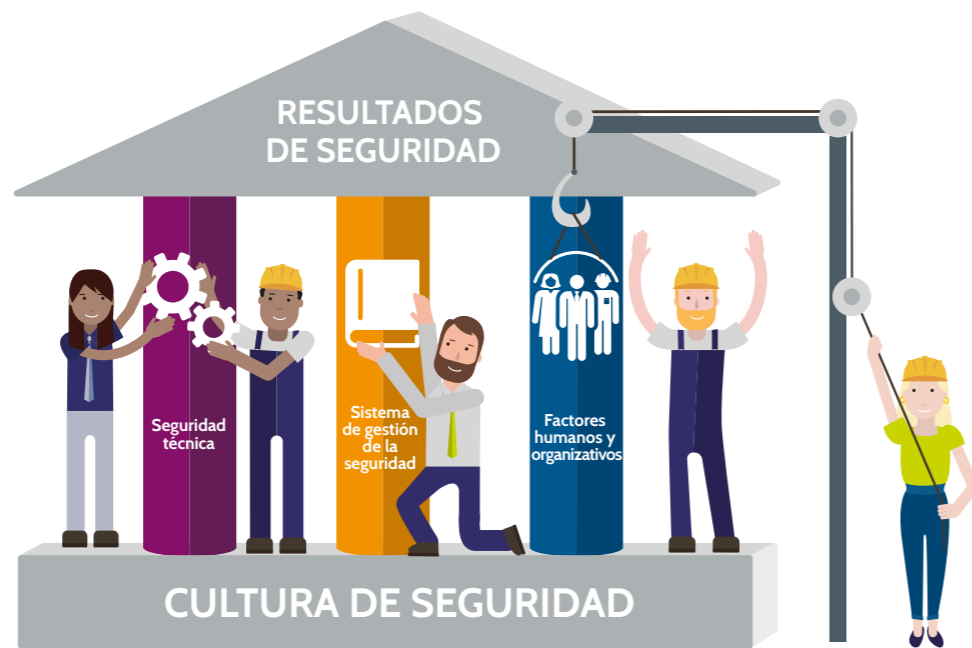 RESULTADOS
DE SEGURIDAD
Seguridad
técnica
Sistema
de gestión
de la
seguridad
Factores
humanos y
organizativos
CULTURA DE SEGURIDAD